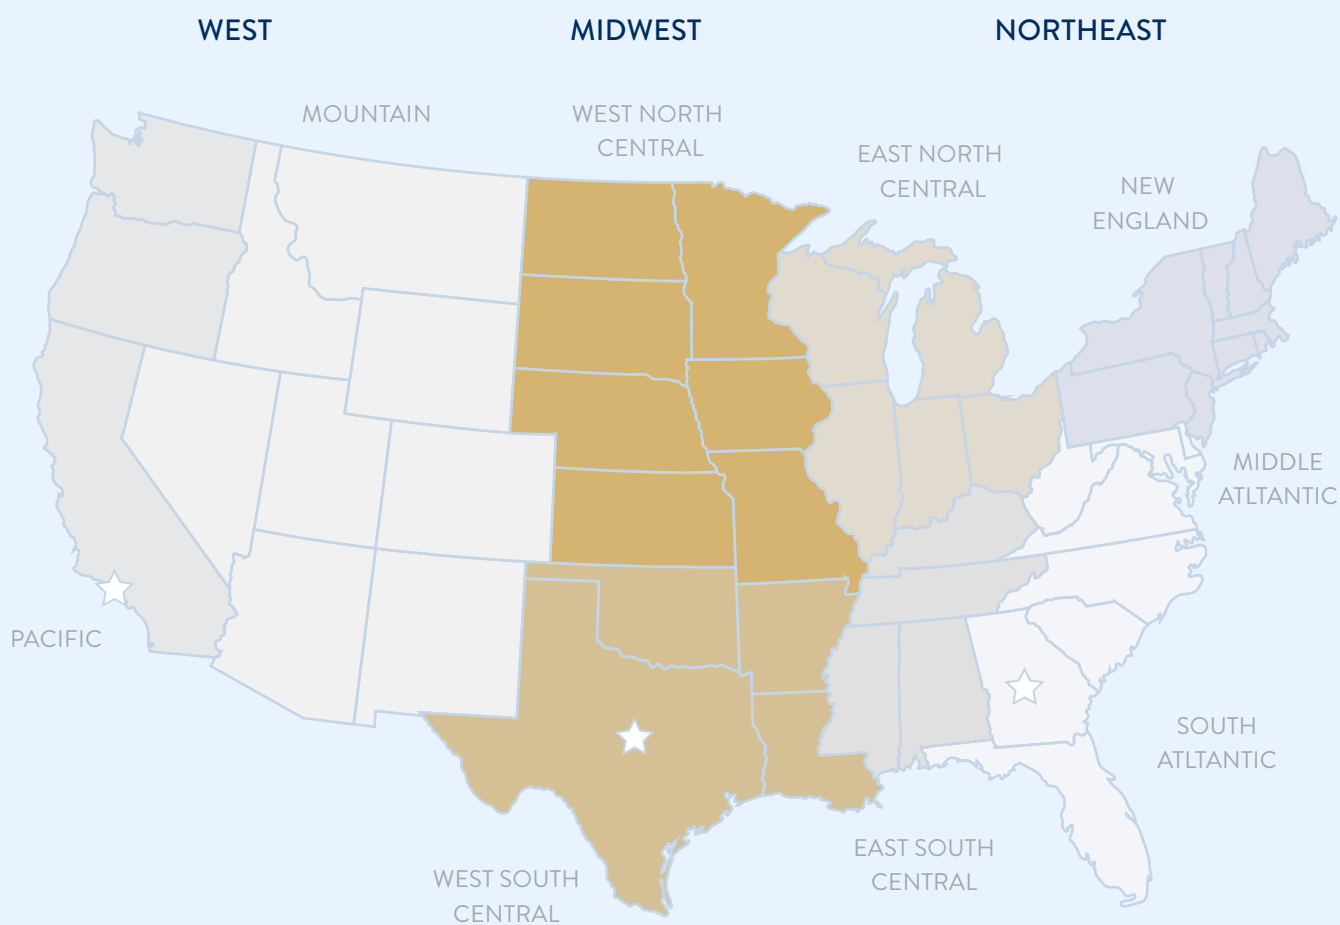 WEST
MIDWEST
NORTHEAST
MOUNTAIN
WEST NORTH
CENTRAL
EAST NORTH
CENTRAL
NEW
ENGLAND
MIDDLE
ATLTANTIC
PACIFIC
SOUTH
ATLTANTIC
EAST SOUTH
CENTRAL
WEST SOUTH
CENTRAL